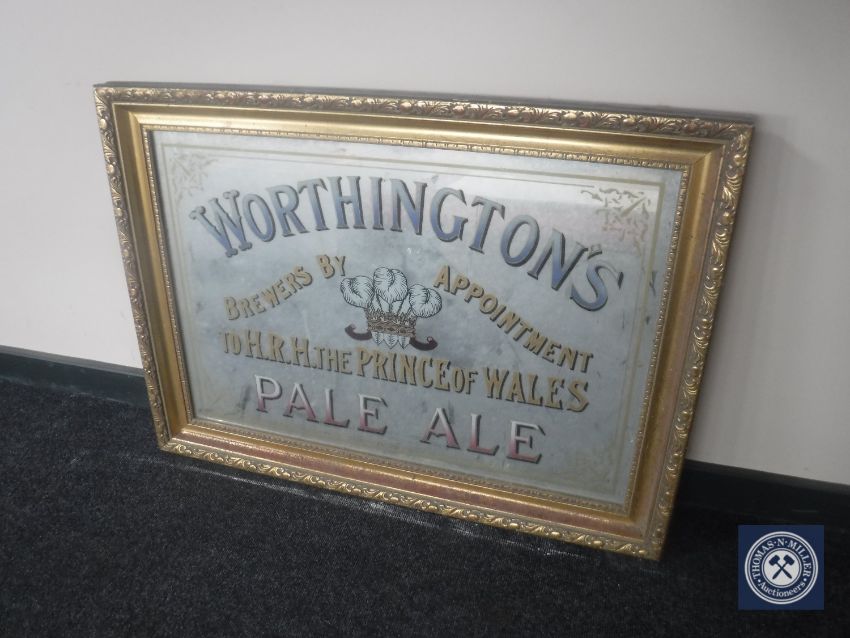 WORTHINGTON'S
BREWERS BY APPOINTMENT
TO H.R.H. THE PRINCE OF WALES
PALE ALE
THOMAS·N·MILLER
Auctioneers